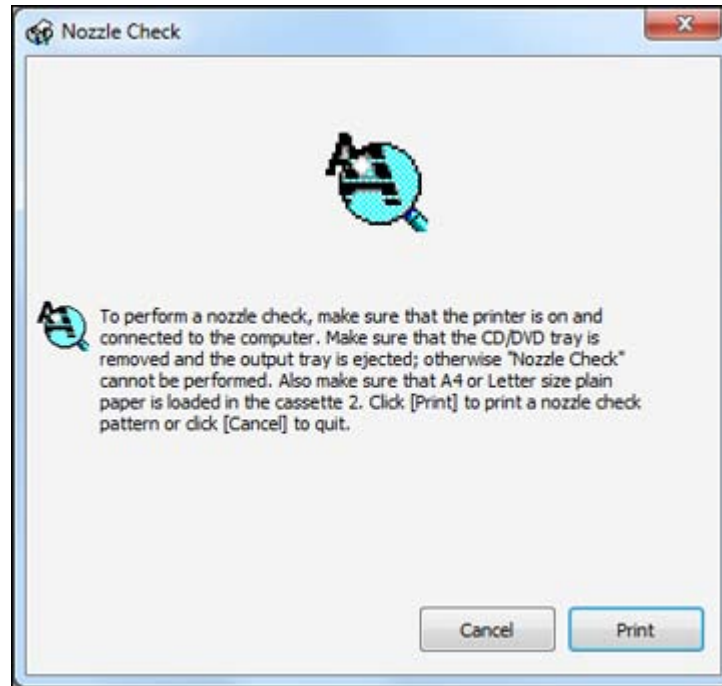 Nozzle Check
To perform a nozzle check, make sure that the printer is on and
connected to the computer. Make sure that the CD/DVD tray is
removed and the output tray is ejected; otherwise "Nozzle Check"
cannot be performed. Also make sure that A4 or Letter size plain
paper is loaded in the cassette 2. Click [Print] to print a nozzle check
pattern or click [Cancel] to quit.
Cancel
Print